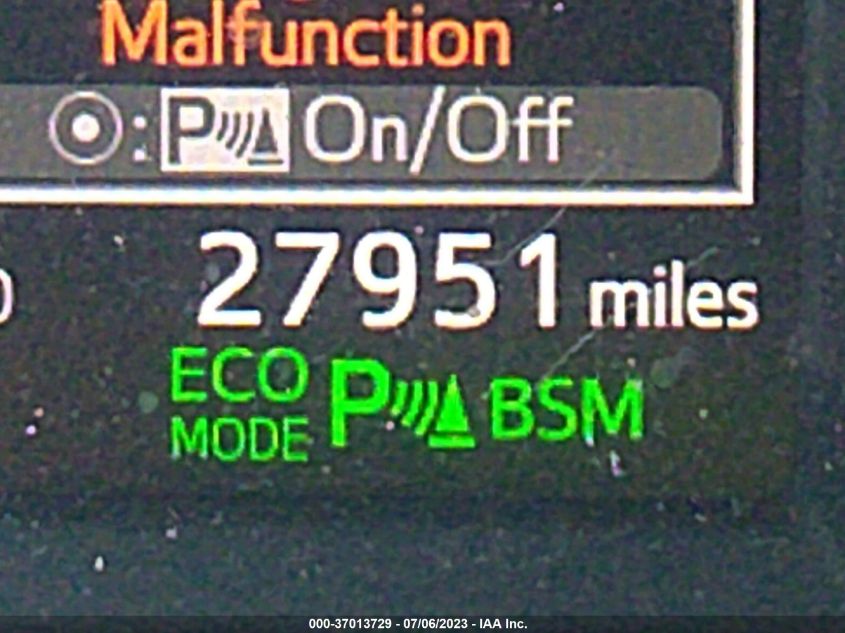 Malfunction
: P On/Off
27951 miles
ECO MODE P BSM
000-37013729 - 07/06/2023 - IAA Inc.